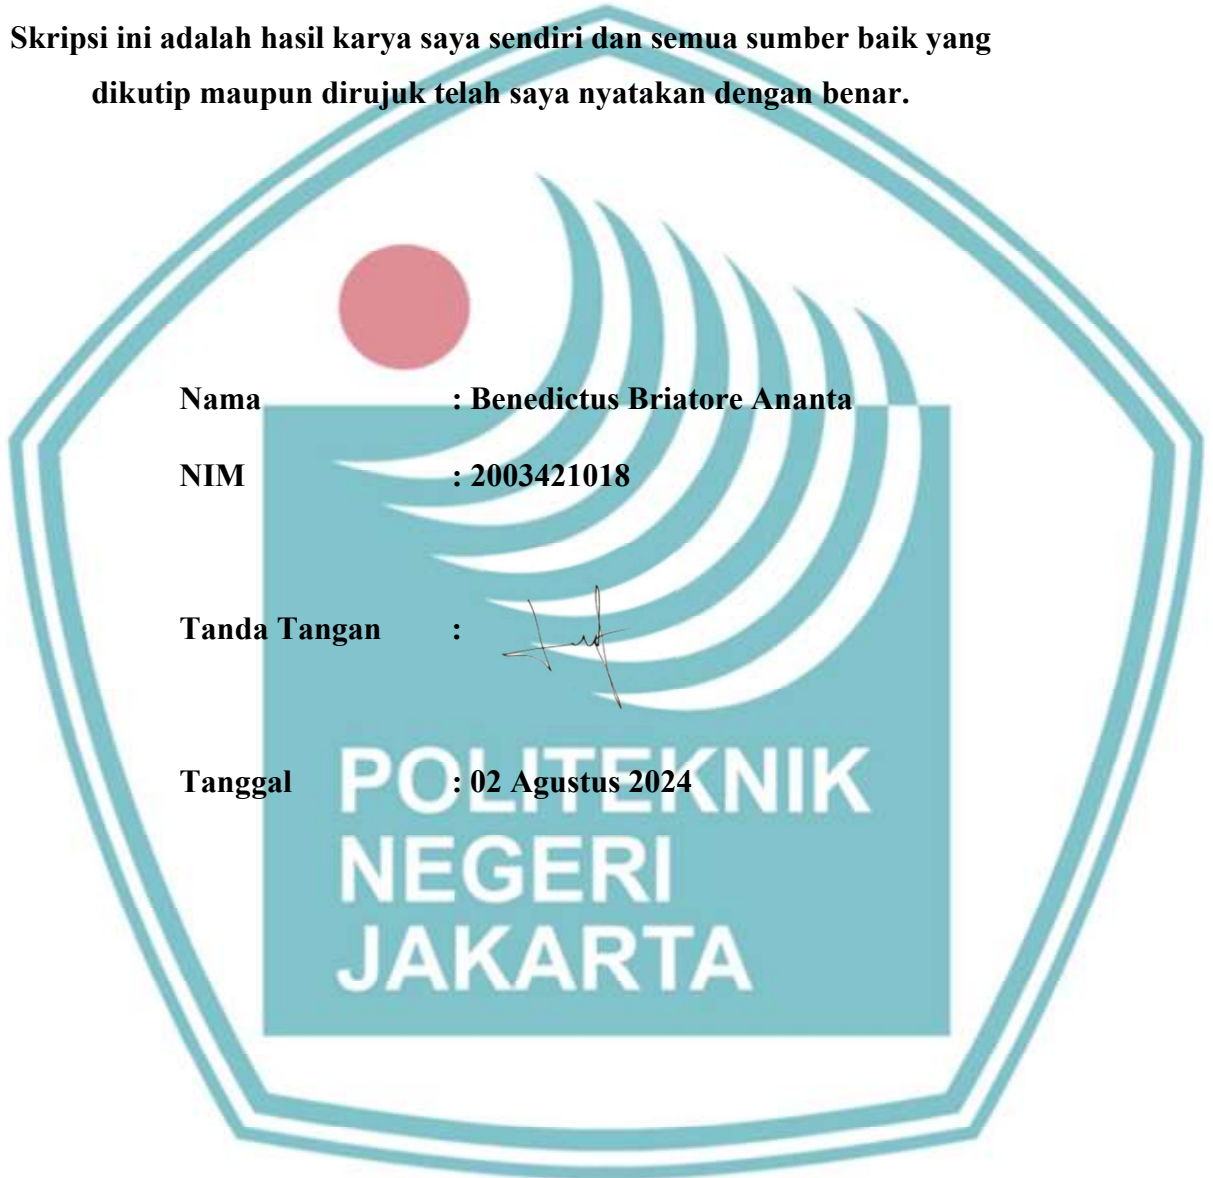 Skripsi ini adalah hasil karya saya sendiri dan semua sumber baik yang
dikutip maupun dirujuk telah saya nyatakan dengan benar.
Nama : Benedictus Briatore Ananta
NIM : 2003421018
Tanda Tangan :
Tanggal : 02 Agustus 2024
POLITEKNIK
NEGERI
JAKARTA